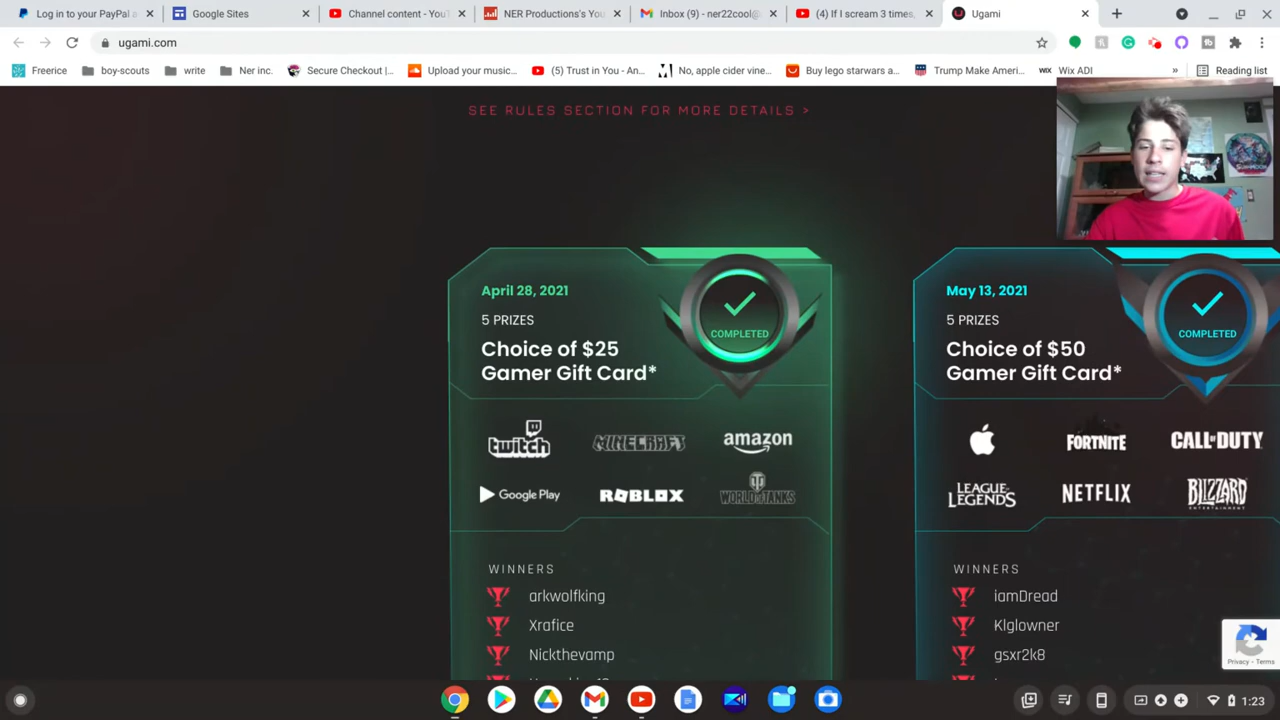 Log in to your PayPal a
Google Sites
Channel content - YouT
NER Productions's You
Inbox (9) - ner22cool@
(4) If I scream 3 times,
Ugami
ugami.com
Freerice
boy-scouts
write
Ner inc.
Secure Checkout |...
Upload your music...
(5) Trust in You - An...
No, apple cider vine...
Buy lego starwars a...
Trump Make Ameri...
WIX
Wix ADI
»
Reading list
SEE RULES SECTION FOR MORE DETAILS >
April 28, 2021
5 PRIZES
Choice of $25
Gamer Gift Card*
COMPLETED
twitch
MINECRAFT
amazon
Google Play
ROBLOX
WORLD OF TANKS
WINNERS
arkwolfking
Xrafice
Nickthevamp
May 13, 2021
5 PRIZES
Choice of $50
Gamer Gift Card*
COMPLETED
FORTNITE
CALL OF DUTY
LEAGUE OF LEGENDS
NETFLIX
BLIZZARD
ENTERTAINMENT
WINNERS
iamDread
Klglowner
gsxr2k8
Privacy - Terms
1:23